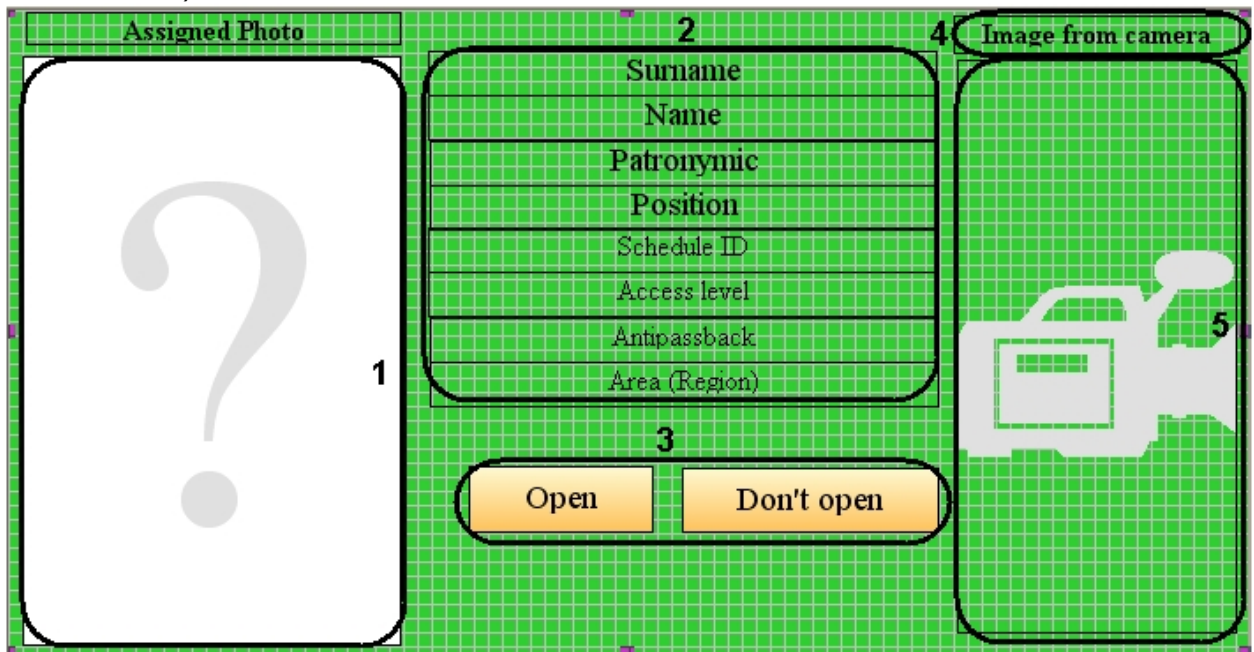 Assigned Photo
2
4
Image from camera
Surname
Name
Patronymic
Position
Schedule ID
Access level
Antipassback
Area (Region)
1
5
3
Open
Don't open